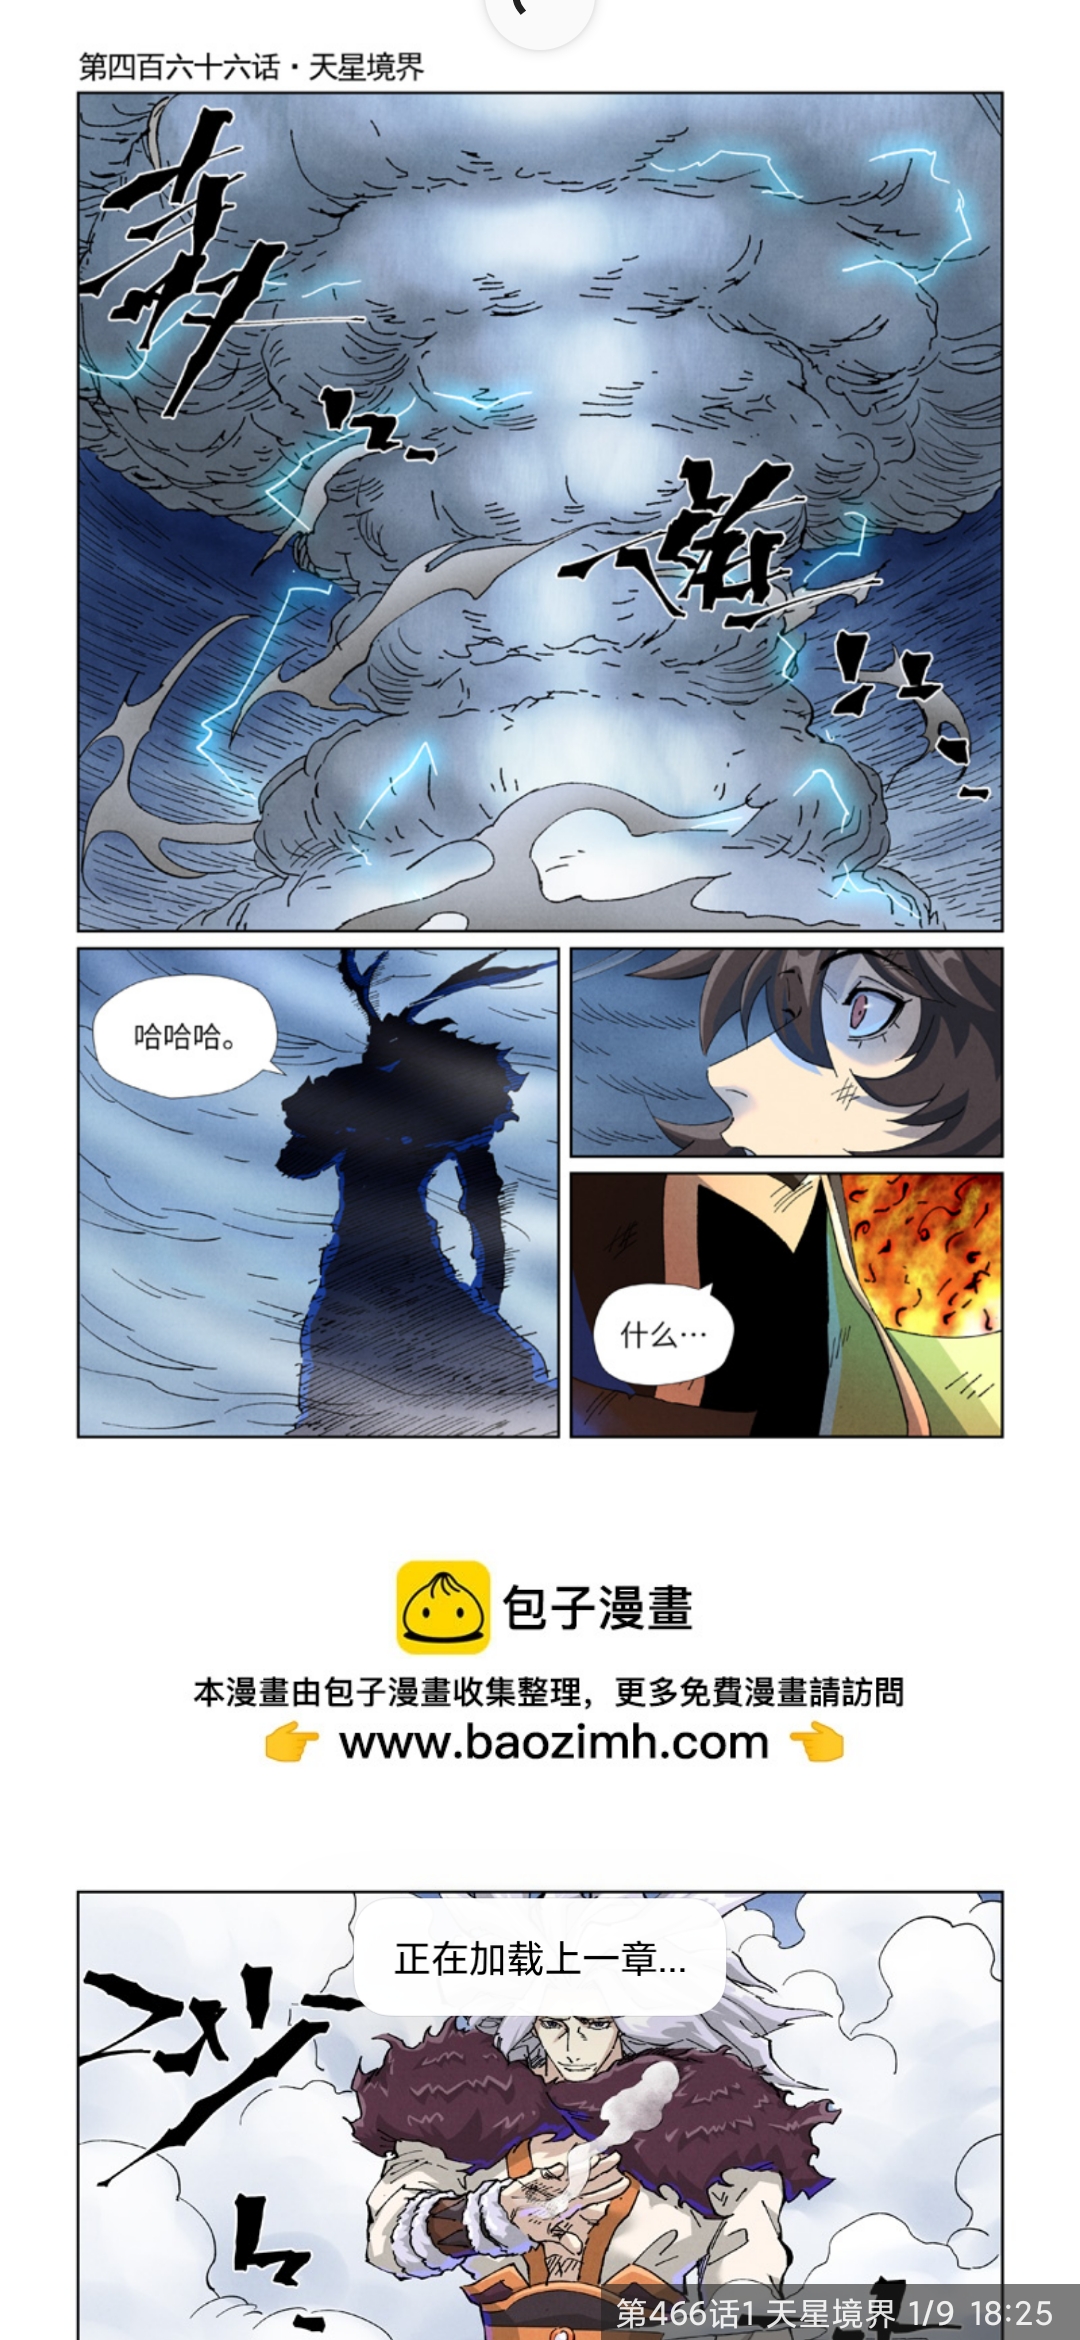 第四百六十六话·天星境界
哈哈哈。
什么…
包子漫畫
本漫畫由包子漫畫收集整理，更多免費漫畫請訪問
👉 www.baozimh.com 👈
正在加载上一章...
第466话1 天星境界 1/9 18:25